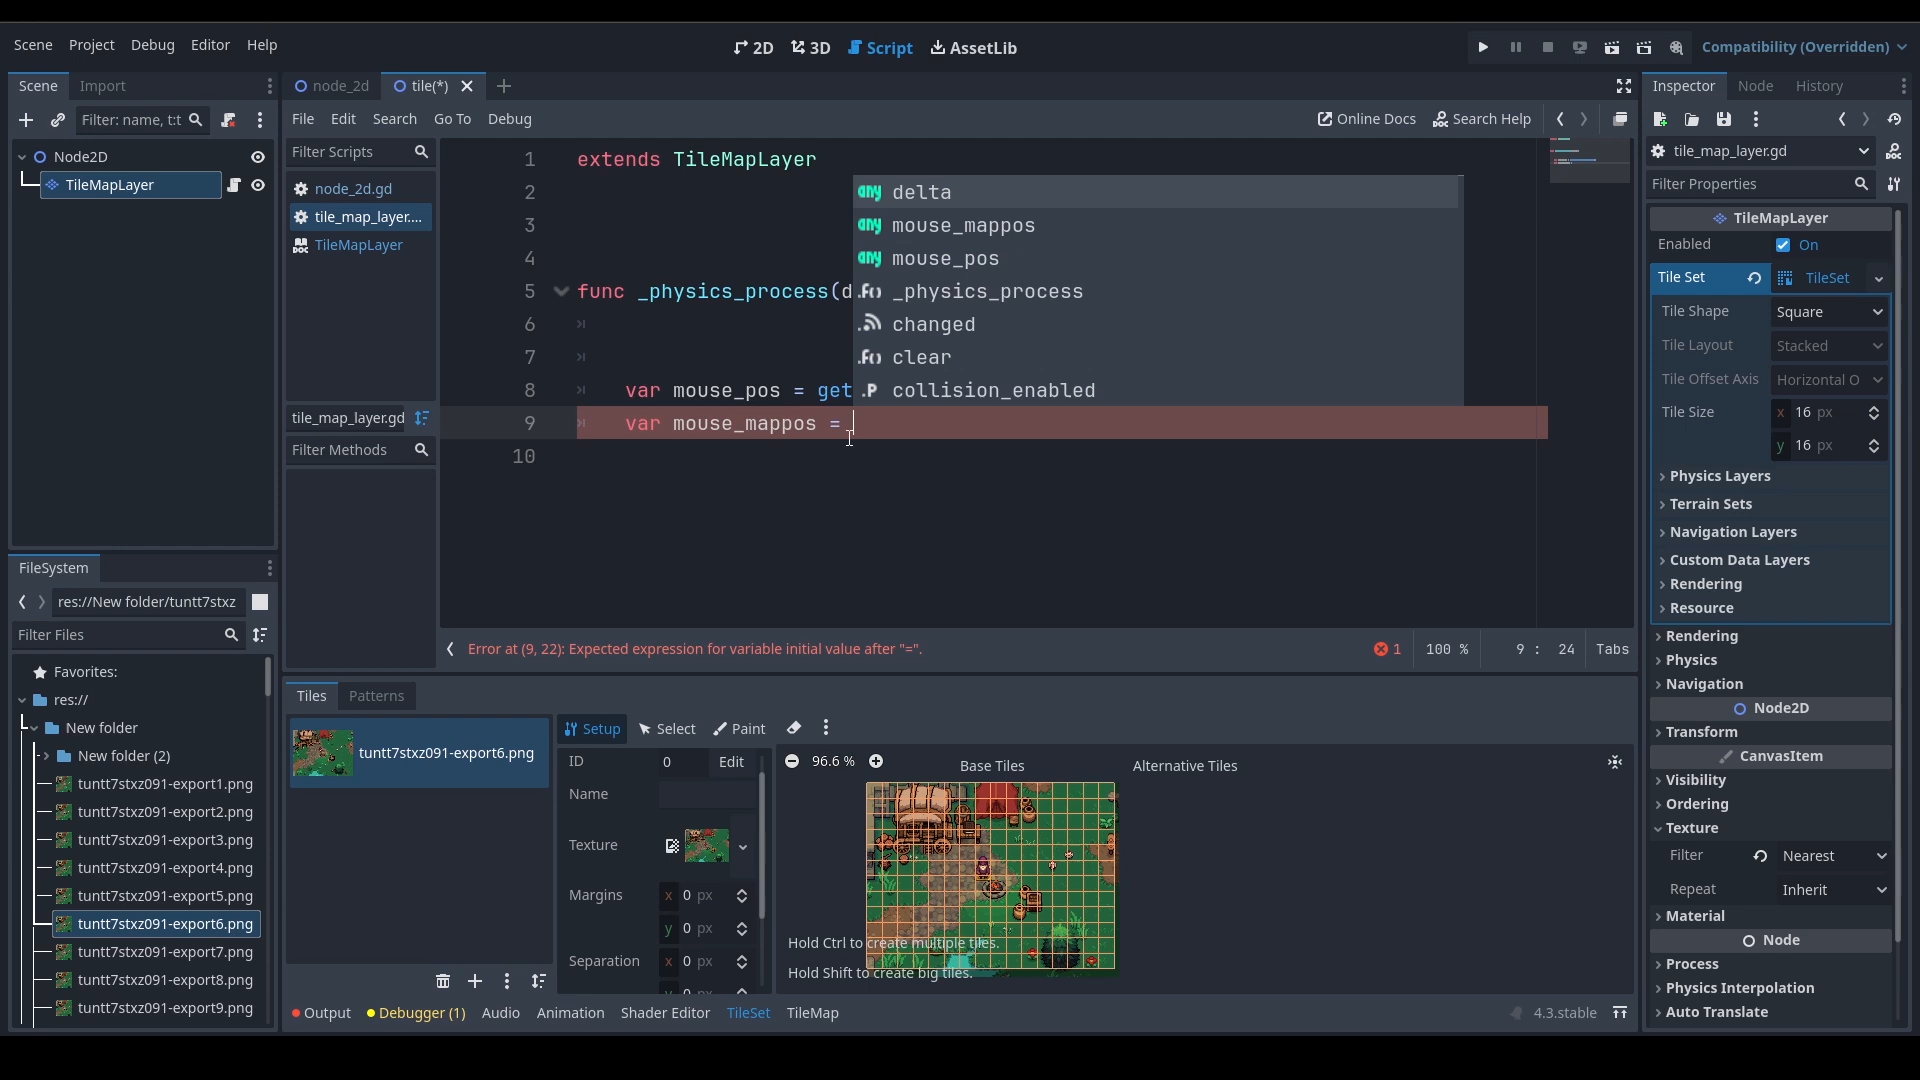 Scene Project Debug Editor Help
2D 3D Script AssetLib
Compatibility (Overridden)
Scene Import
Filter: name, t:t
Node2D
TileMapLayer
node_2d tile(*)
File Edit Search Go To Debug
Online Docs Search Help
Filter Scripts
node_2d.gd
tile_map_layer....
TileMapLayer
tile_map_layer.gd
Filter Methods
1 extends TileMapLayer
2
3
4
5 func _physics_process(d
6
7
8 var mouse_pos = get
9 var mouse_mappos =
10
any delta
any mouse_mappos
any mouse_pos
_physics_process
changed
clear
collision_enabled
Error at (9, 22): Expected expression for variable initial value after "=".
1 100 % 9 : 24 Tabs
FileSystem
res://New folder/tuntt7stxz
Filter Files
Favorites:
res://
New folder
New folder (2)
tuntt7stxz091-export1.png
tuntt7stxz091-export2.png
tuntt7stxz091-export3.png
tuntt7stxz091-export4.png
tuntt7stxz091-export5.png
tuntt7stxz091-export6.png
tuntt7stxz091-export7.png
tuntt7stxz091-export8.png
tuntt7stxz091-export9.png
Tiles Patterns
tuntt7stxz091-export6.png
Setup Select Paint
ID 0 Edit
Name
Texture
Margins x 0 px
y 0 px
Separation x 0 px
96.6 %
Base Tiles Alternative Tiles
Hold Ctrl to create multiple tiles.
Hold Shift to create big tiles.
Output Debugger (1) Audio Animation Shader Editor TileSet TileMap
4.3.stable
Inspector Node History
tile_map_layer.gd
Filter Properties
TileMapLayer
Enabled On
Tile Set TileSet
Tile Shape Square
Tile Layout Stacked
Tile Offset Axis Horizontal O
Tile Size x 16 px
y 16 px
Physics Layers
Terrain Sets
Navigation Layers
Custom Data Layers
Rendering
Resource
Rendering
Physics
Navigation
Node2D
Transform
CanvasItem
Visibility
Ordering
Texture
Filter Nearest
Repeat Inherit
Material
Node
Process
Physics Interpolation
Auto Translate